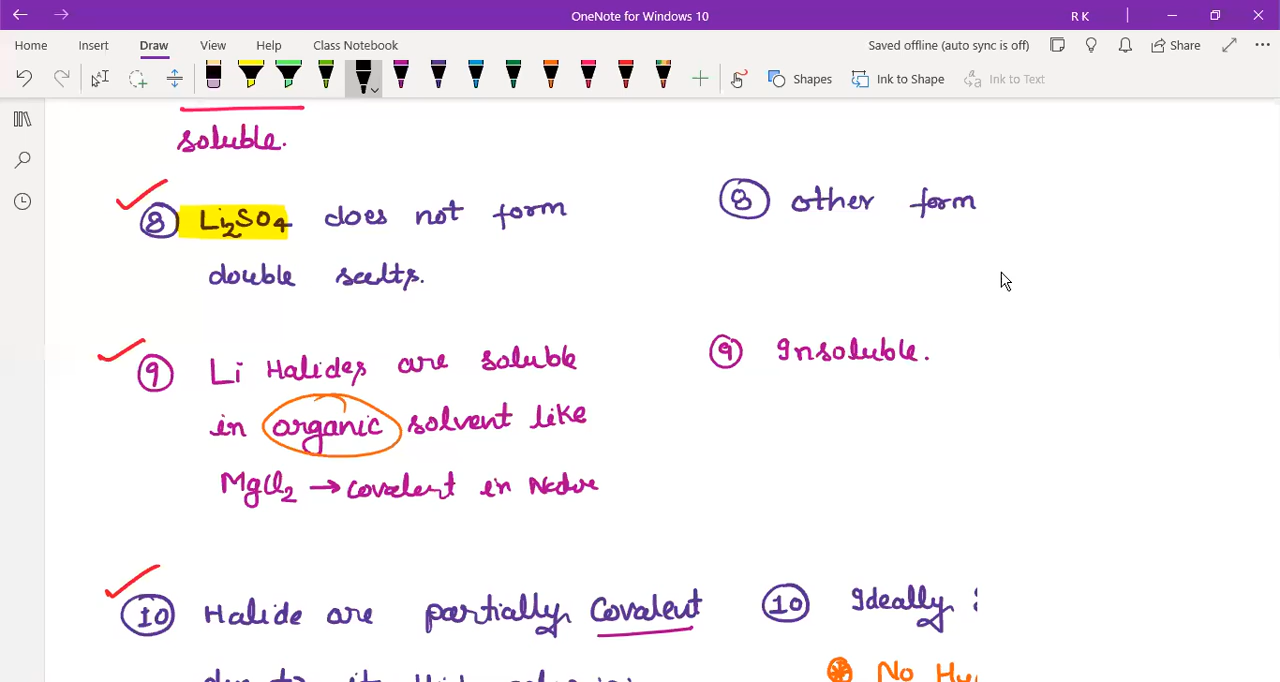 OneNote for Windows 10
R K
Home Insert Draw View Help Class Notebook
Saved offline (auto sync is off) Share
Shapes Ink to Shape Ink to Text
soluble.
8 Li2SO4 does not form
double salts.
8 other form
9 Li Halides are soluble
in organic solvent like
MgCl2 → covalent in Nature
9 Insoluble.
10 Halide are partially Covalent
10 Ideally
due to its
No